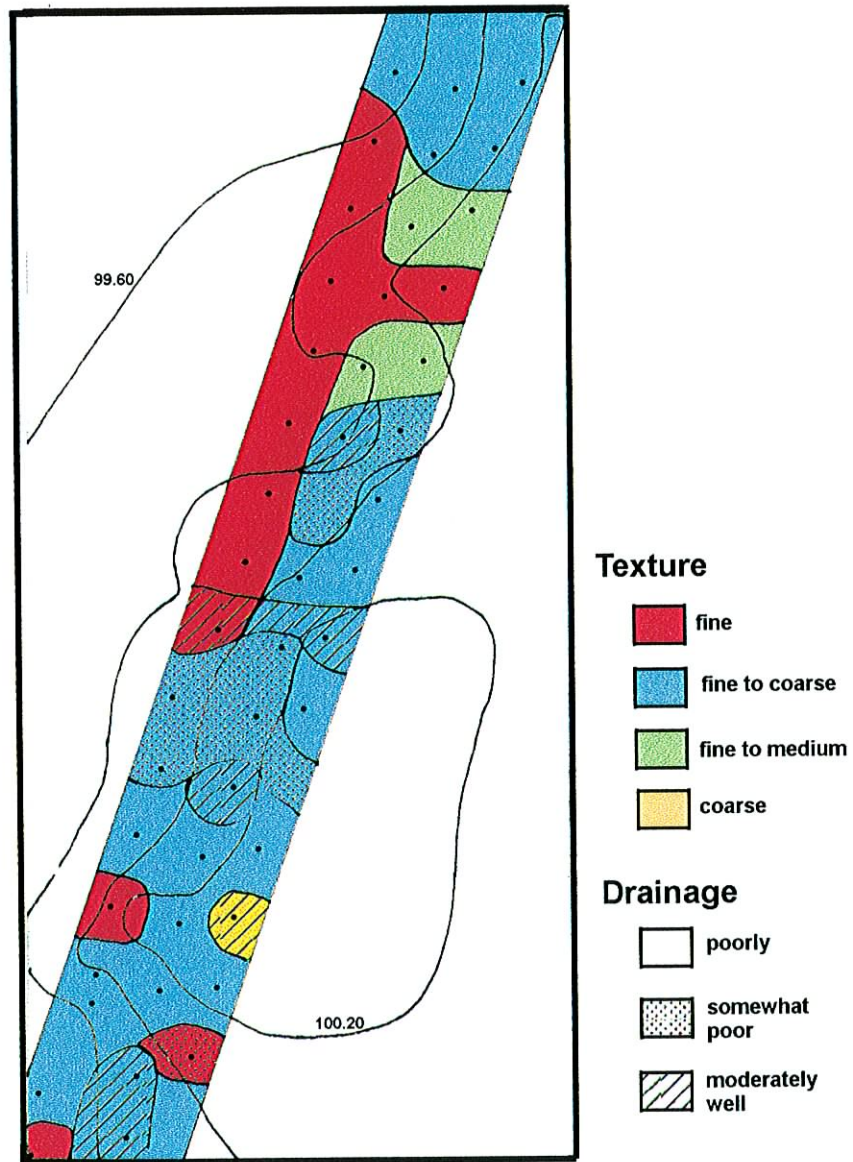 99.60
100.20
Texture
fine
fine to coarse
fine to medium
coarse
Drainage
poorly
somewhat
poor
moderately
well